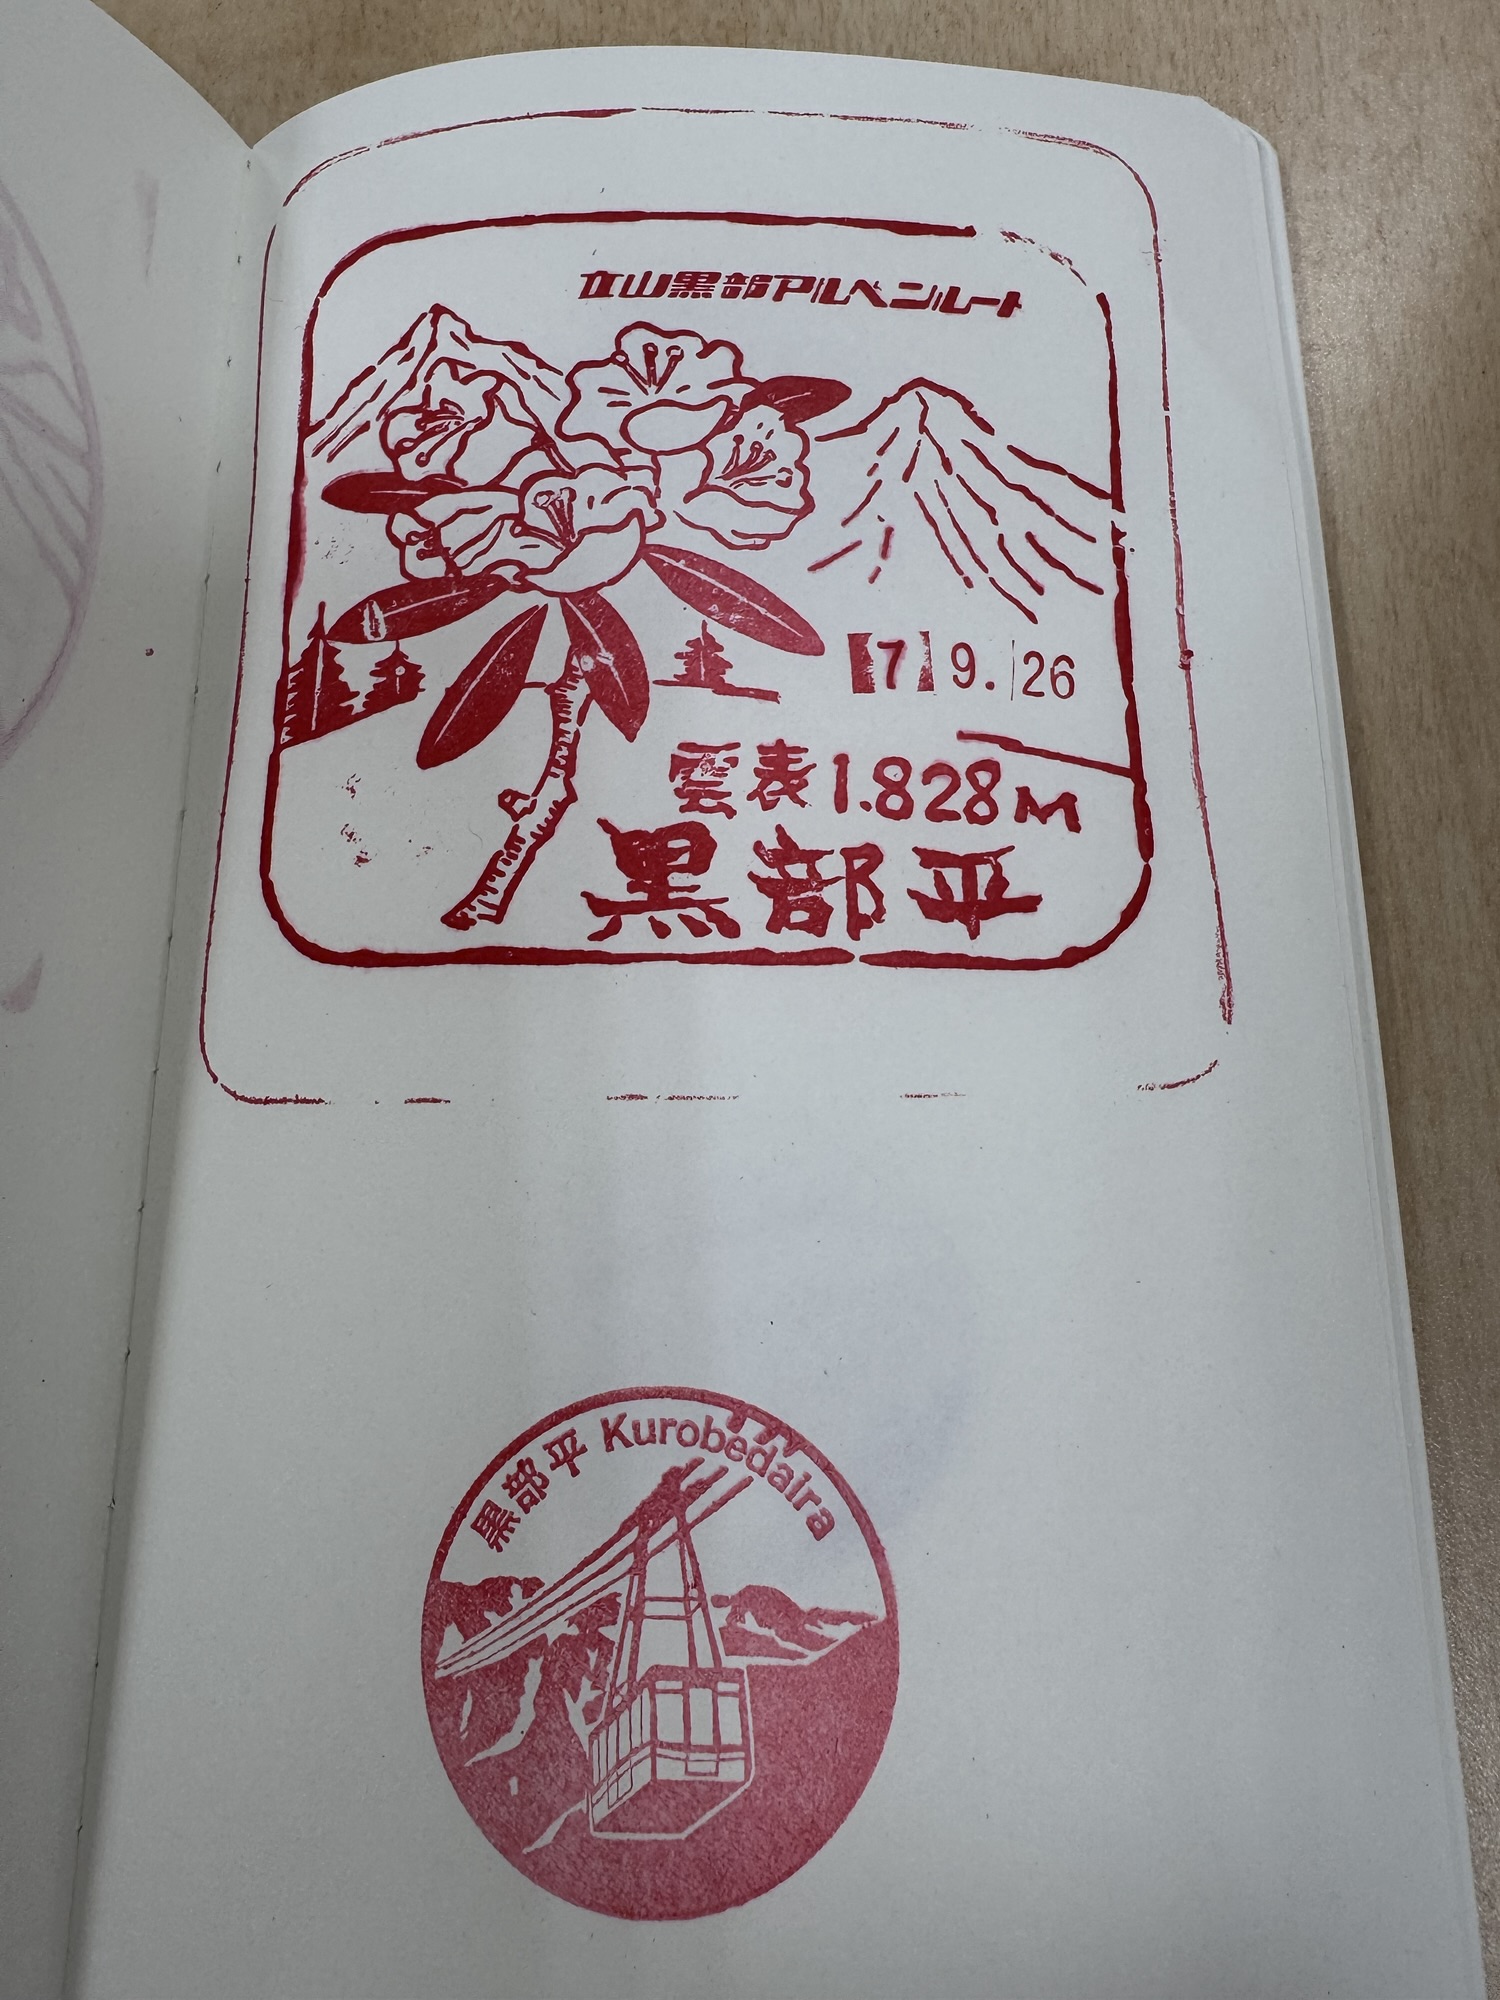 立山黒部アルペンルート
7 9. 26
雲表1.828M
黒部平
黒部平 Kurobedaira